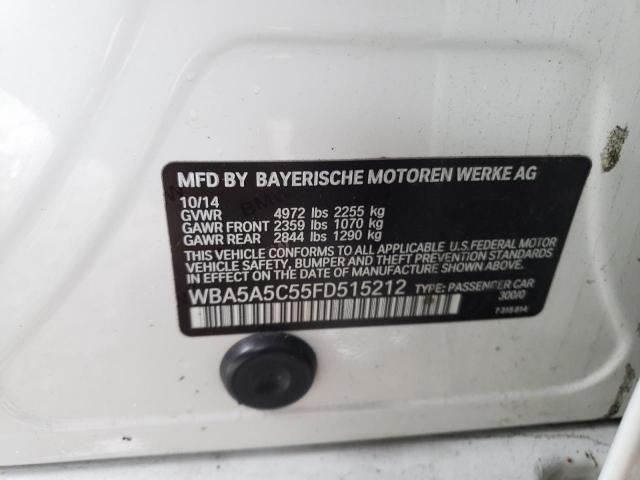 MFD BY BAYERISCHE MOTOREN WERKE AG
10/14
GVWR 4972 lbs 2255 kg
GAWR FRONT 2359 lbs 1070 kg
GAWR REAR 2844 lbs 1290 kg
THIS VEHICLE CONFORMS TO ALL APPLICABLE U.S. FEDERAL MOTOR
VEHICLE SAFETY, BUMPER, AND THEFT PREVENTION STANDARDS
IN EFFECT ON THE DATE OF MANUFACTURE SHOWN ABOVE.
WBA5A5C55FD515212 TYPE: PASSENGER CAR
300/0